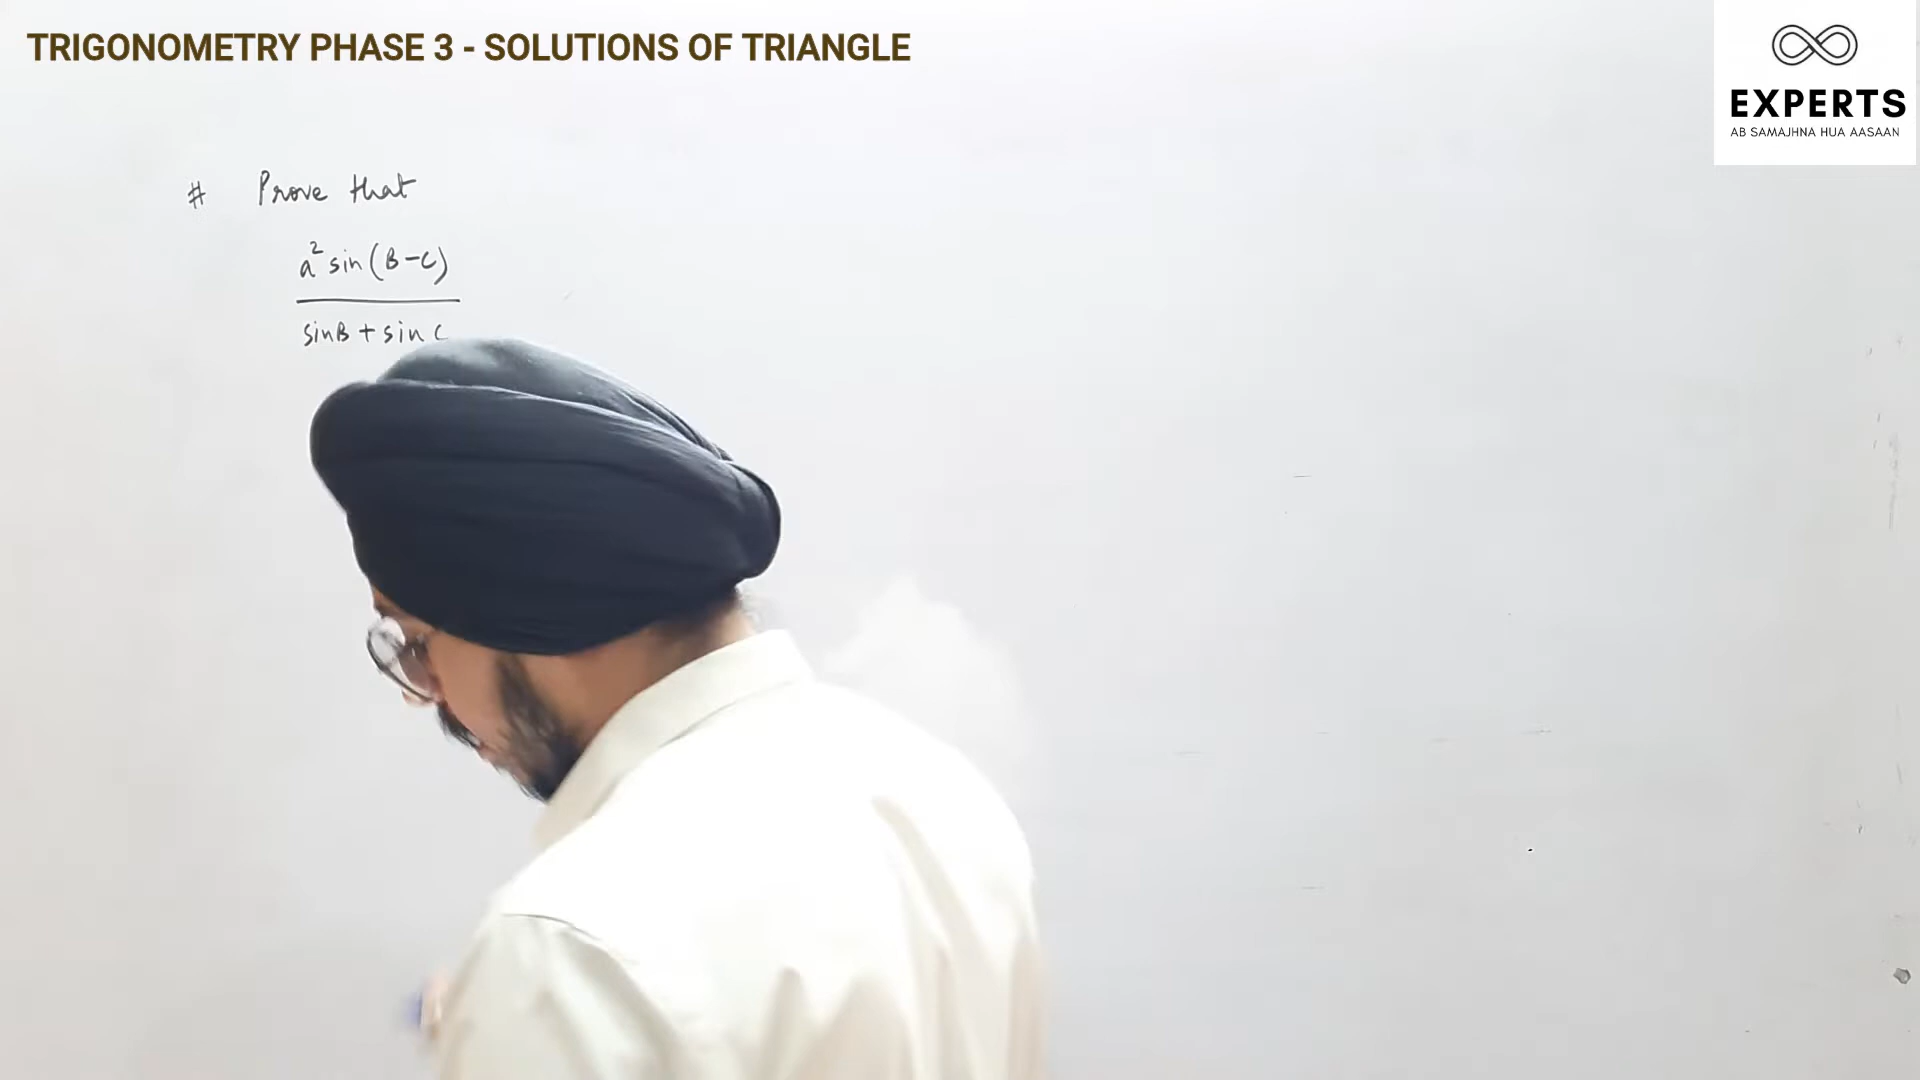 TRIGONOMETRY PHASE 3 - SOLUTIONS OF TRIANGLE
EXPERTS
AB SAMAJHNA HUA AASAAN
# Prove that
a² sin (B-C)
sinB + sin C